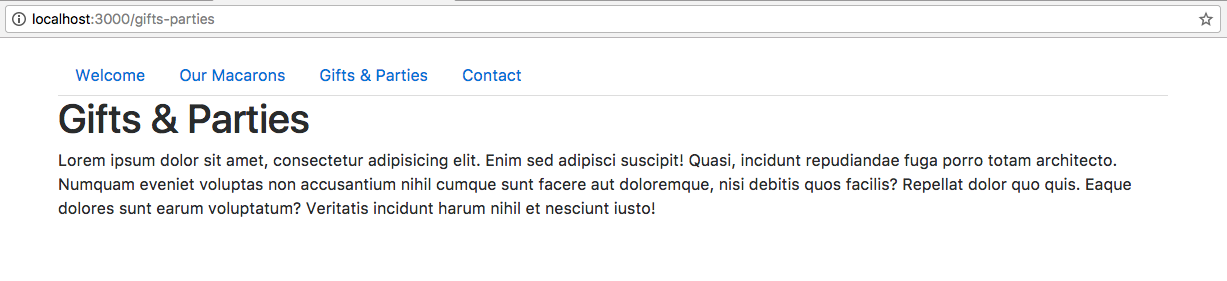 localhost:3000/gifts-parties
Welcome Our Macarons Gifts & Parties Contact
Gifts & Parties
Lorem ipsum dolor sit amet, consectetur adipisicing elit. Enim sed adipisci suscipit! Quasi, incidunt repudiandae fuga porro totam architecto.
Numquam eveniet voluptas non accusantium nihil cumque sunt facere aut doloremque, nisi debitis quos facilis? Repellat dolor quo quis. Eaque
dolores sunt earum voluptatum? Veritatis incidunt harum nihil et nesciunt iusto!